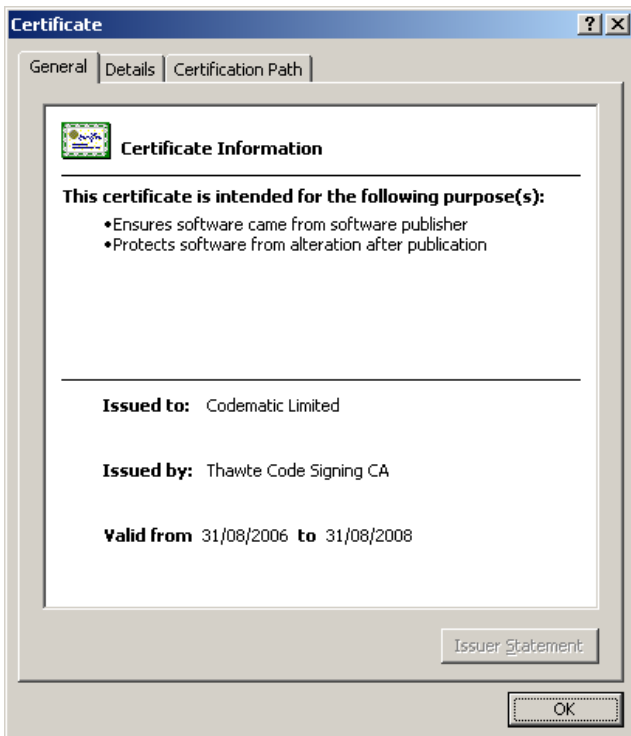 Certificate
General Details Certification Path
Certificate Information
This certificate is intended for the following purpose(s):
•Ensures software came from software publisher
•Protects software from alteration after publication
Issued to: Codematic Limited
Issued by: Thawte Code Signing CA
Valid from 31/08/2006 to 31/08/2008
Issuer Statement
OK